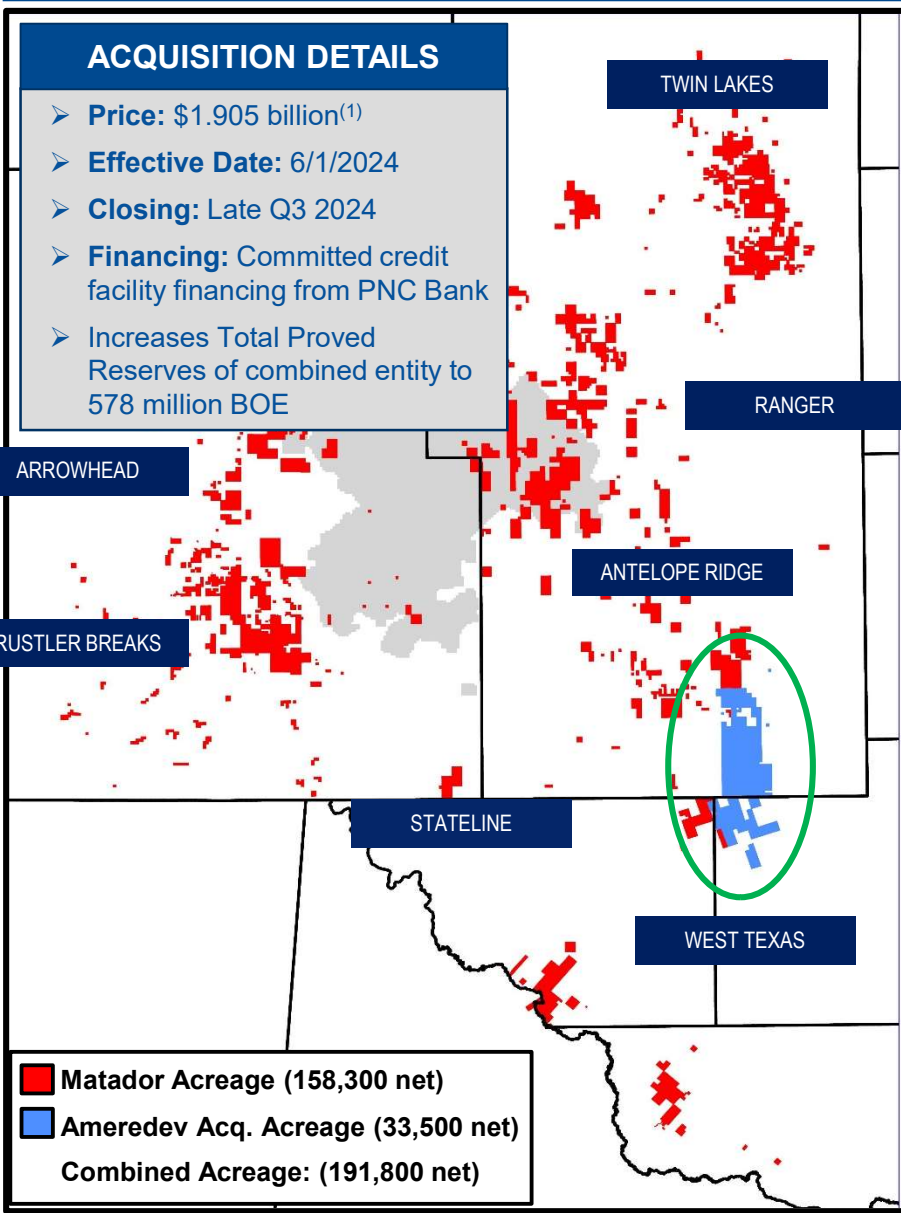 ACQUISITION DETAILS
➢ Price: $1.905 billion(1)
➢ Effective Date: 6/1/2024
➢ Closing: Late Q3 2024
➢ Financing: Committed credit
facility financing from PNC Bank
➢ Increases Total Proved
Reserves of combined entity to
578 million BOE
TWIN LAKES
RANGER
ARROWHEAD
ANTELOPE RIDGE
RUSTLER BREAKS
STATELINE
WEST TEXAS
Matador Acreage (158,300 net)
Ameredev Acq. Acreage (33,500 net)
Combined Acreage: (191,800 net)